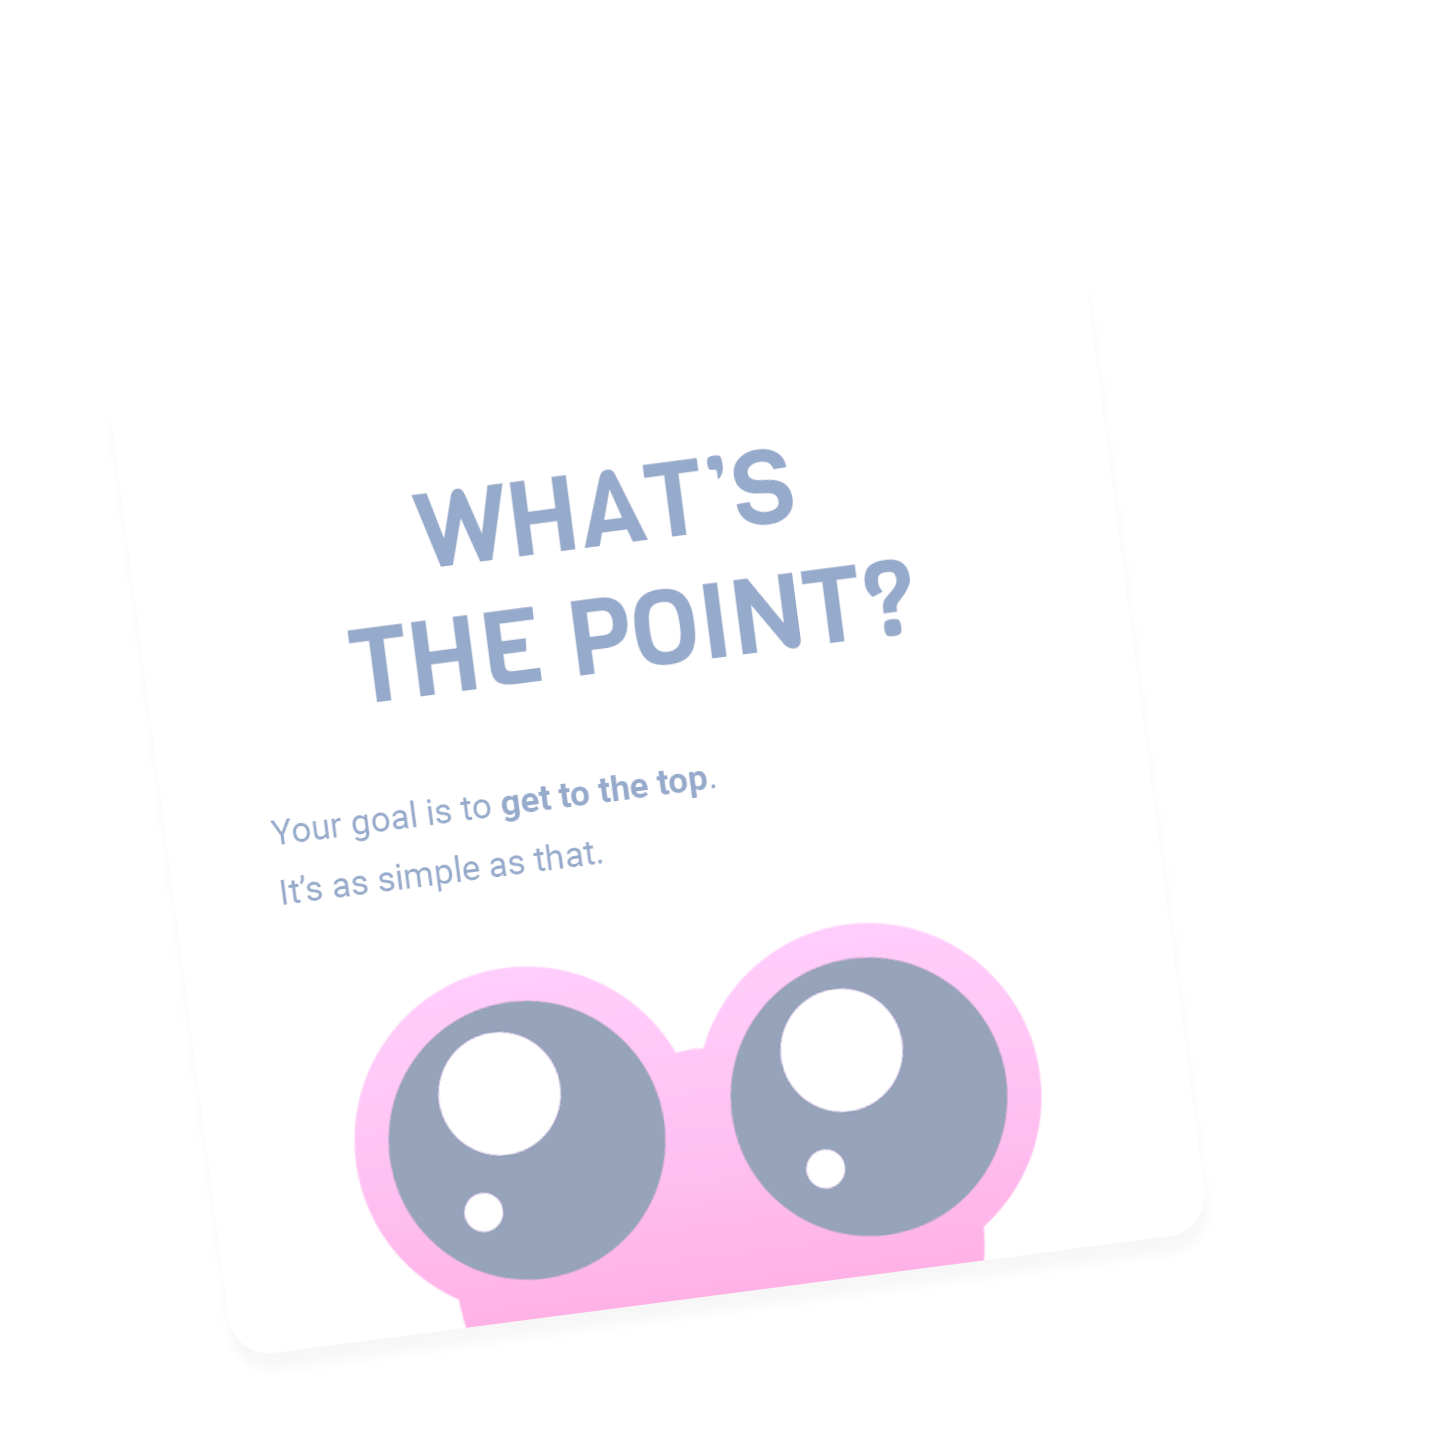 WHAT’S
THE POINT?
Your goal is to get to the top.
It’s as simple as that.